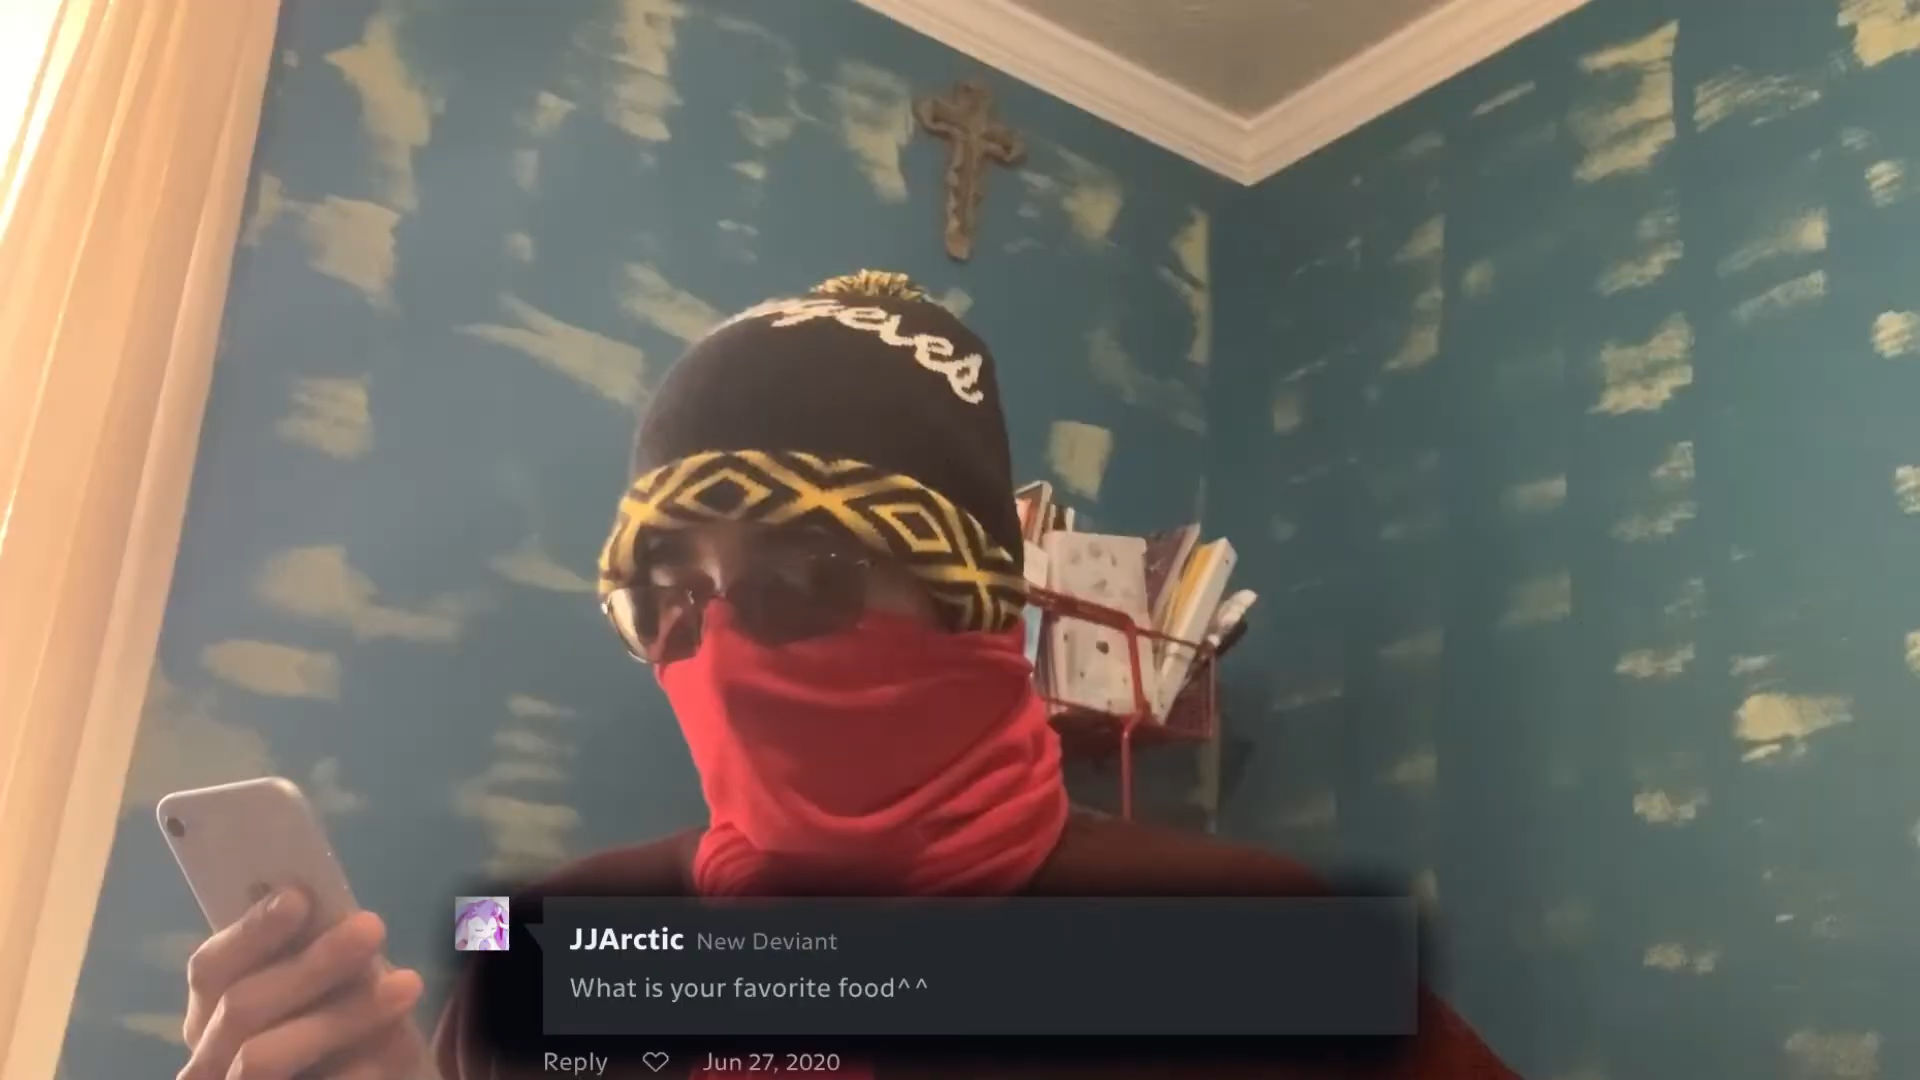 JJArctic New Deviant
What is your favorite food^^
Reply Jun 27, 2020